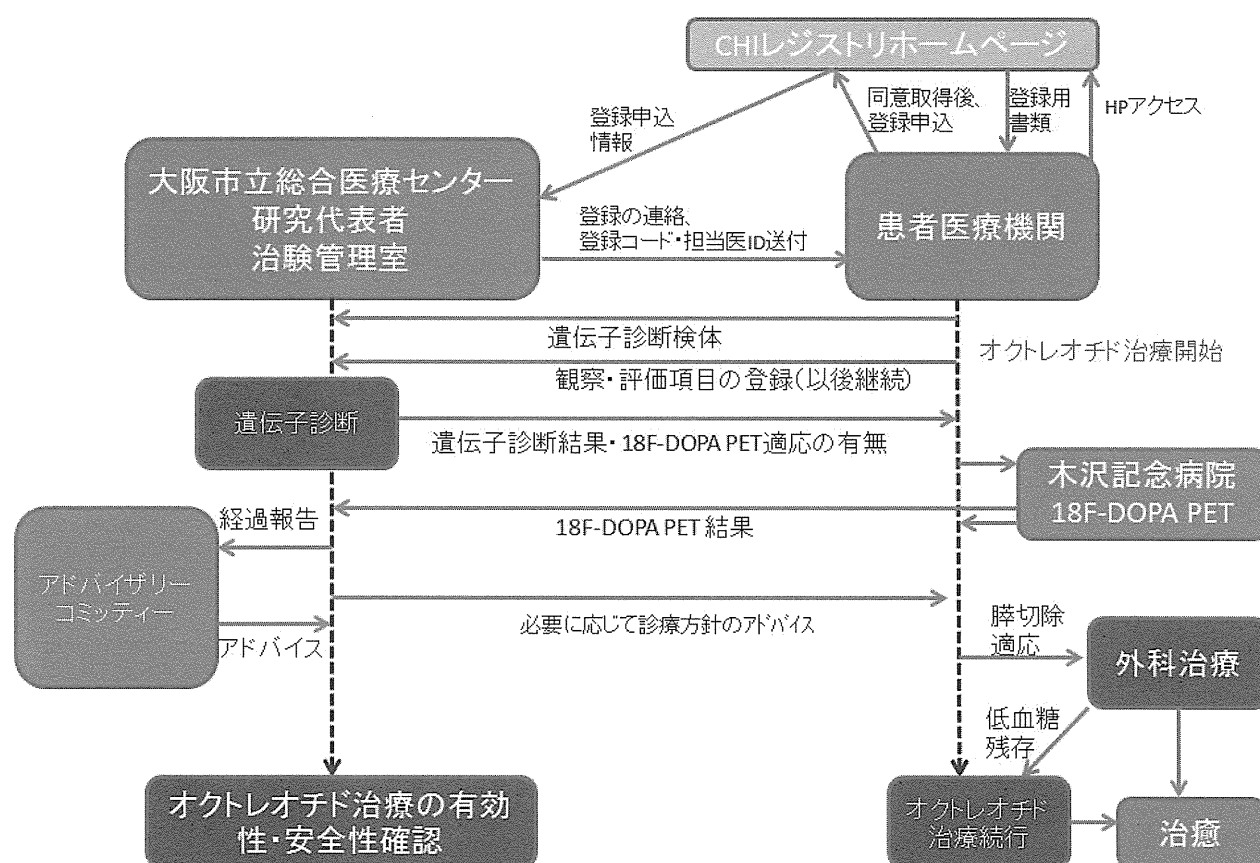 CHIレジストリホームページ
登録申込
情報
同意取得後、
登録申込
登録用
書類
HPアクセス
大阪市立総合医療センター
研究代表者
治験管理室
登録の連絡、
登録コード・担当医ID送付
患者医療機関
遺伝子診断検体
オクトレオチド治療開始
観察・評価項目の登録(以後継続)
遺伝子診断
遺伝子診断結果・18F-DOPA PET適応の有無
木沢記念病院
18F-DOPA PET
18F-DOPA PET 結果
経過報告
アドバイザリー
コミッティー
アドバイス
必要に応じて診療方針のアドバイス
膵切除
適応
外科治療
低血糖
残存
オクトレオチド治療の有効
性・安全性確認
オクトレオチド
治療続行
治癒